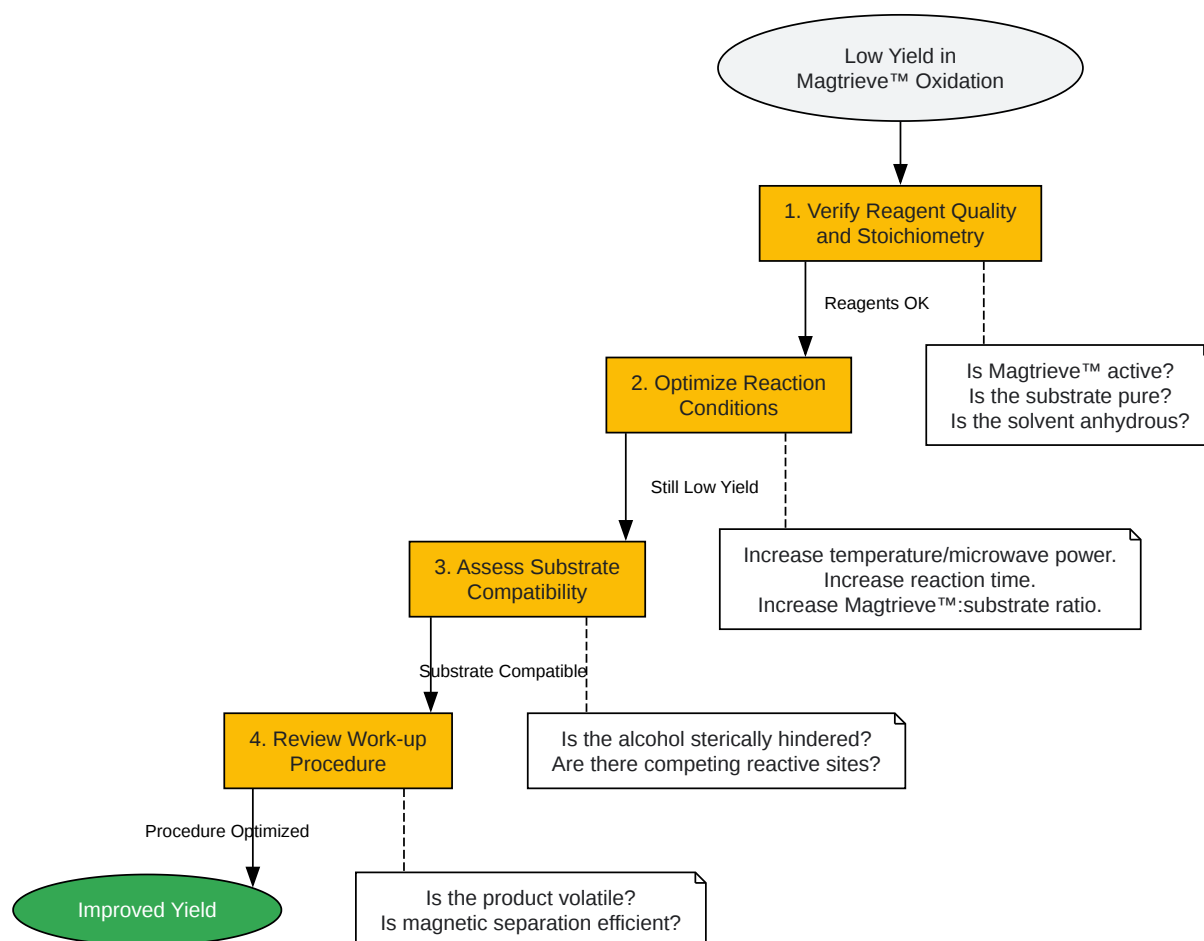 Low Yield in
Magtrieve™ Oxidation
1. Verify Reagent Quality
and Stoichiometry
Reagents OK
Is Magtrieve™ active?
Is the substrate pure?
Is the solvent anhydrous?
2. Optimize Reaction
Conditions
Still Low Yield
Increase temperature/microwave power.
Increase reaction time.
Increase Magtrieve™:substrate ratio.
3. Assess Substrate
Compatibility
Substrate Compatible
Is the alcohol sterically hindered?
Are there competing reactive sites?
4. Review Work-up
Procedure
Procedure Optimized
Is the product volatile?
Is magnetic separation efficient?
Improved Yield